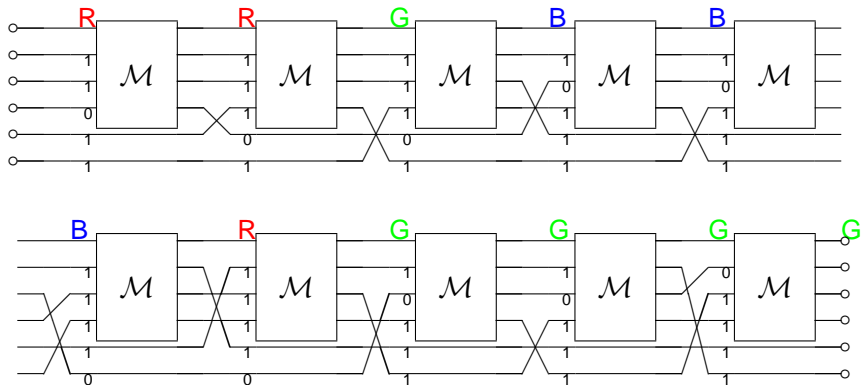 R R G B B
1 1 1 1 1
M M M M M
1 1 1 0 0
0 1 1 1 1
1 0 0 1 1
1 1 1 1 1
B R G G G G
1 1 1 1 0
M M M M M
1 1 0 0 1
1 1 1 1 1
1 1 1 1 1
0 0 1 1 1